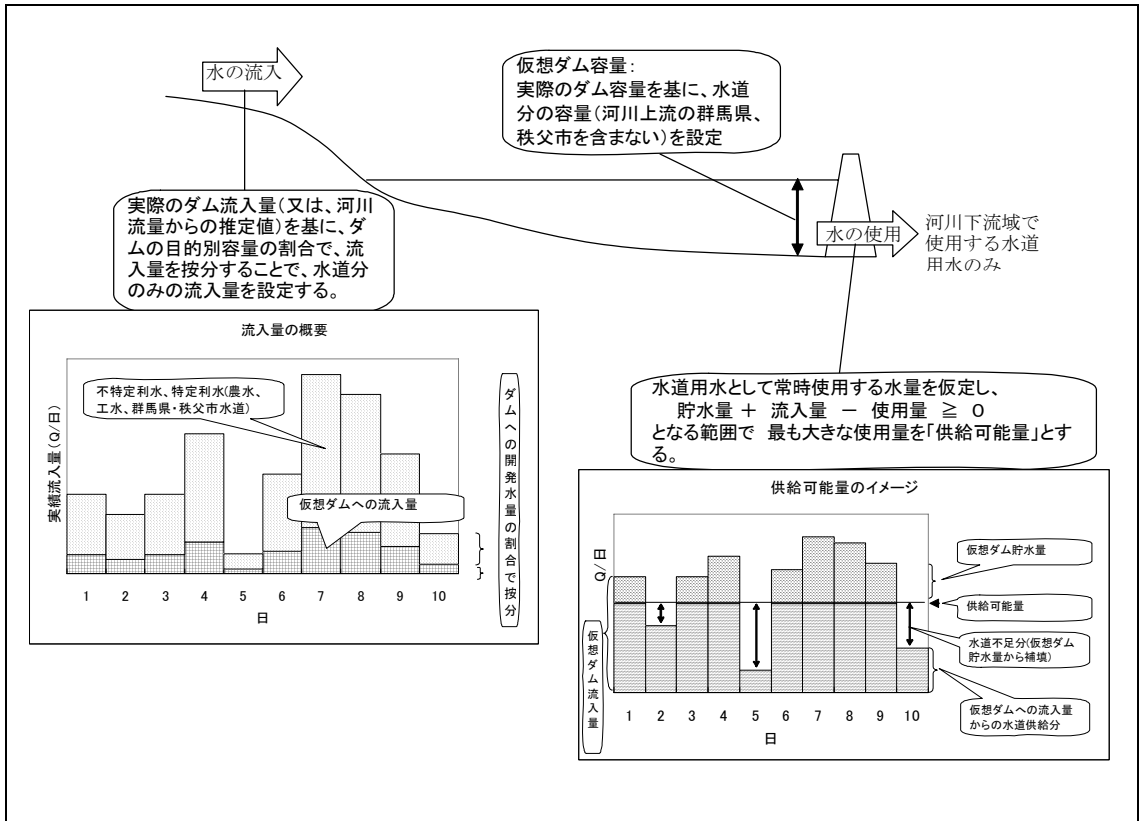 水の流入
仮想ダム容量：
実際のダム容量を基に、水道
分の容量（河川上流の群馬県、
秩父市を含まない）を設定
実際のダム流入量（又は、河川
流量からの推定値）を基に、ダ
ムの目的別容量の割合で、流
入量を按分することで、水道分
のみの流入量を設定する。
水の使用
河川下流域で
使用する水道
用水のみ
流入量の概要
不特定利水、特定利水（農水、
工水、群馬県・秩父市水道）
仮想ダムへの流入量
実績流入量（Q/日）
1 2 3 4 5 6 7 8 9 10
日
ダムへの開発水量の割合で按分
水道用水として常時使用する水量を仮定し、
貯水量 ＋ 流入量 － 使用量 ≧ 0
となる範囲で 最も大きな使用量を「供給可能量」とす
る。
供給可能量のイメージ
Q/日
仮想ダム流入量
1 2 3 4 5 6 7 8 9 10
日
仮想ダム貯水量
供給可能量
水道不足分（仮想ダム
貯水量から補填）
仮想ダムへの流入量
からの水道供給分